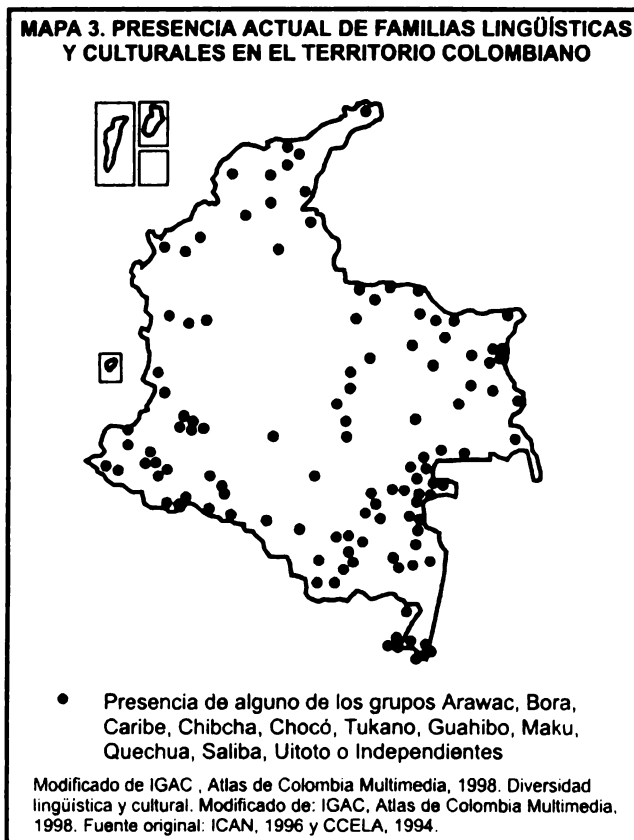 MAPA 3. PRESENCIA ACTUAL DE FAMILIAS LINGÜÍSTICAS
Y CULTURALES EN EL TERRITORIO COLOMBIANO
Presencia de alguno de los grupos Arawac, Bora,
Caribe, Chibcha, Chocó, Tukano, Guahibo, Maku,
Quechua, Saliba, Uitoto o Independientes
Modificado de IGAC , Atlas de Colombia Multimedia, 1998. Diversidad
lingüística y cultural. Modificado de: IGAC, Atlas de Colombia Multimedia,
1998. Fuente original: ICAN, 1996 y CCELA, 1994.